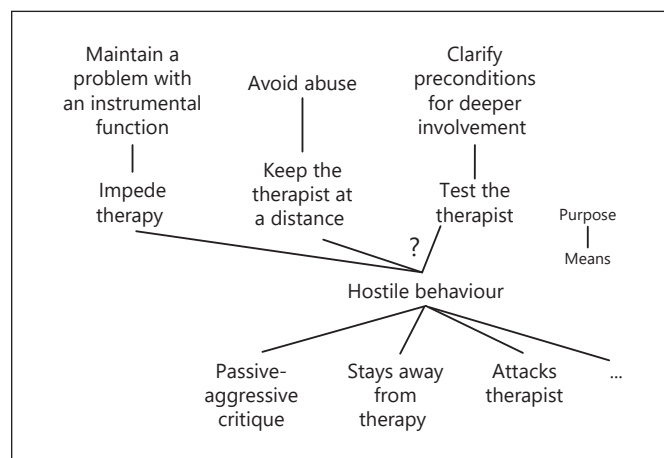 Maintain a
problem with
an instrumental
function
Avoid abuse
Clarify
preconditions
for deeper
involvement
Impede
therapy
Keep the
therapist at
a distance
Test the
therapist
Purpose
Means
?
Hostile behaviour
Passive-
aggressive
critique
Stays away
from
therapy
Attacks
therapist
...